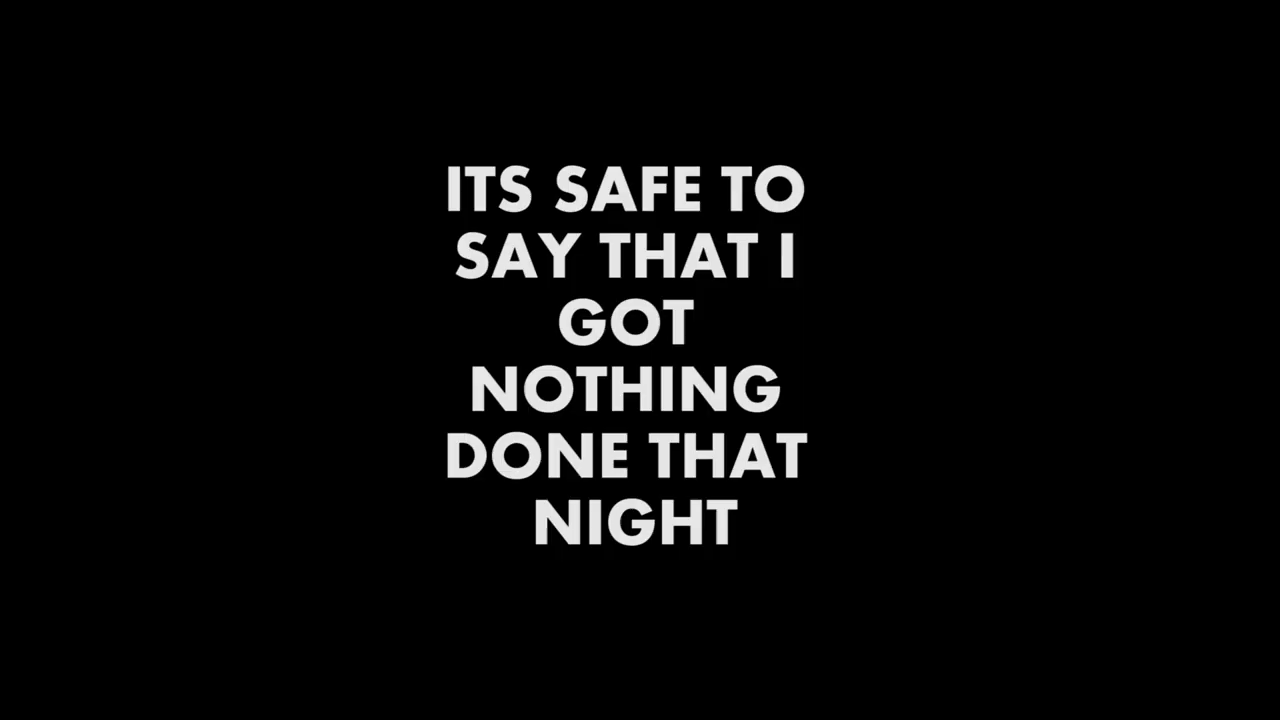 ITS SAFE TO
SAY THAT I
GOT
NOTHING
DONE THAT
NIGHT